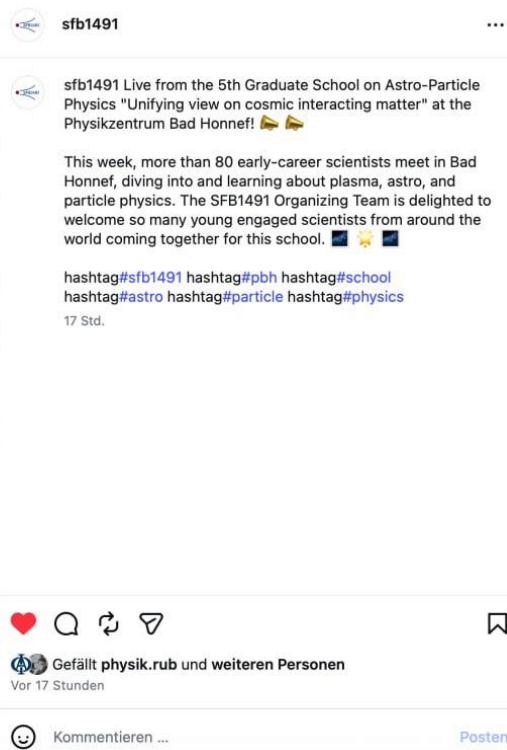 sfb1491
sfb1491 Live from the 5th Graduate School on Astro-Particle
Physics "Unifying view on cosmic interacting matter" at the
Physikzentrum Bad Honnef! 📣 📣
This week, more than 80 early-career scientists meet in Bad
Honnef, diving into and learning about plasma, astro, and
particle physics. The SFB1491 Organizing Team is delighted to
welcome so many young engaged scientists from around the
world coming together for this school. 🌌 🌟 🌌
hashtag#sfb1491 hashtag#pbh hashtag#school
hashtag#astro hashtag#particle hashtag#physics
17 Std.
Gefällt physik.rub und weiteren Personen
Vor 17 Stunden
Kommentieren ...
Posten